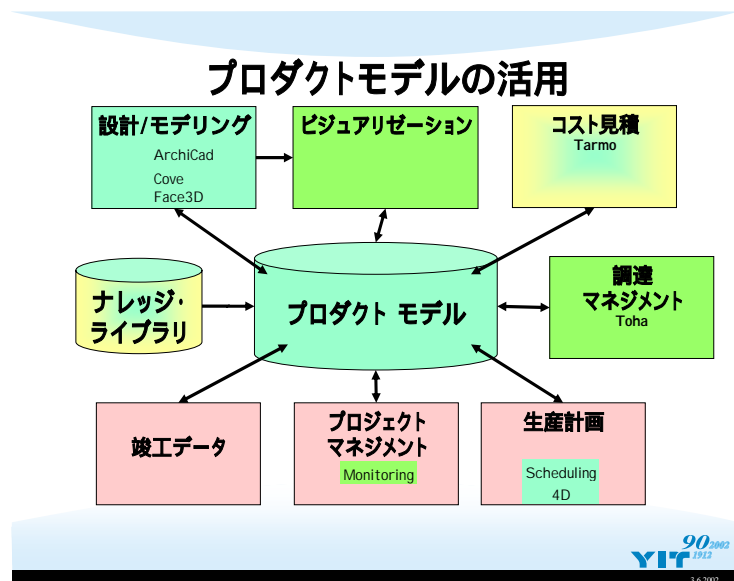 プロダクトモデルの活用
設計/モデリング
ArchiCad
Cove
Face3D
ビジュアリゼーション
コスト見積
Tarmo
ナレッジ・
ライブラリ
プロダクト モデル
調達
マネジメント
Toha
竣工データ
プロジェクト
マネジメント
Monitoring
生産計画
Scheduling
4D
90 2002
1912
YIT
3.6.2002